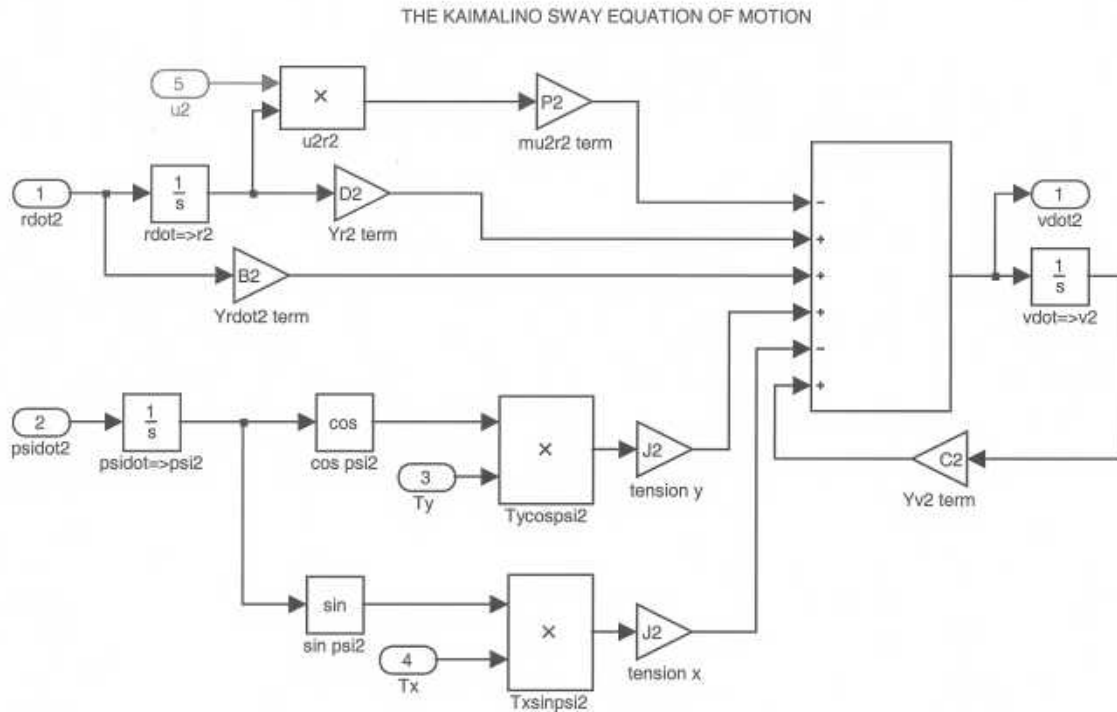 THE KAIMALINO SWAY EQUATION OF MOTION
5
u2
×
u2r2
P2
mu2r2 term
1
rdot2
1
s
rdot=>r2
D2
Yr2 term
B2
Yrdot2 term
−
+
+
+
−
+
1
vdot2
1
s
vdot=>v2
2
psidot2
1
s
psidot=>psi2
cos
cos psi2
3
Ty
×
Tycospsi2
J2
tension y
C2
Yv2 term
sin
sin psi2
4
Tx
×
Txsinpsi2
J2
tension x